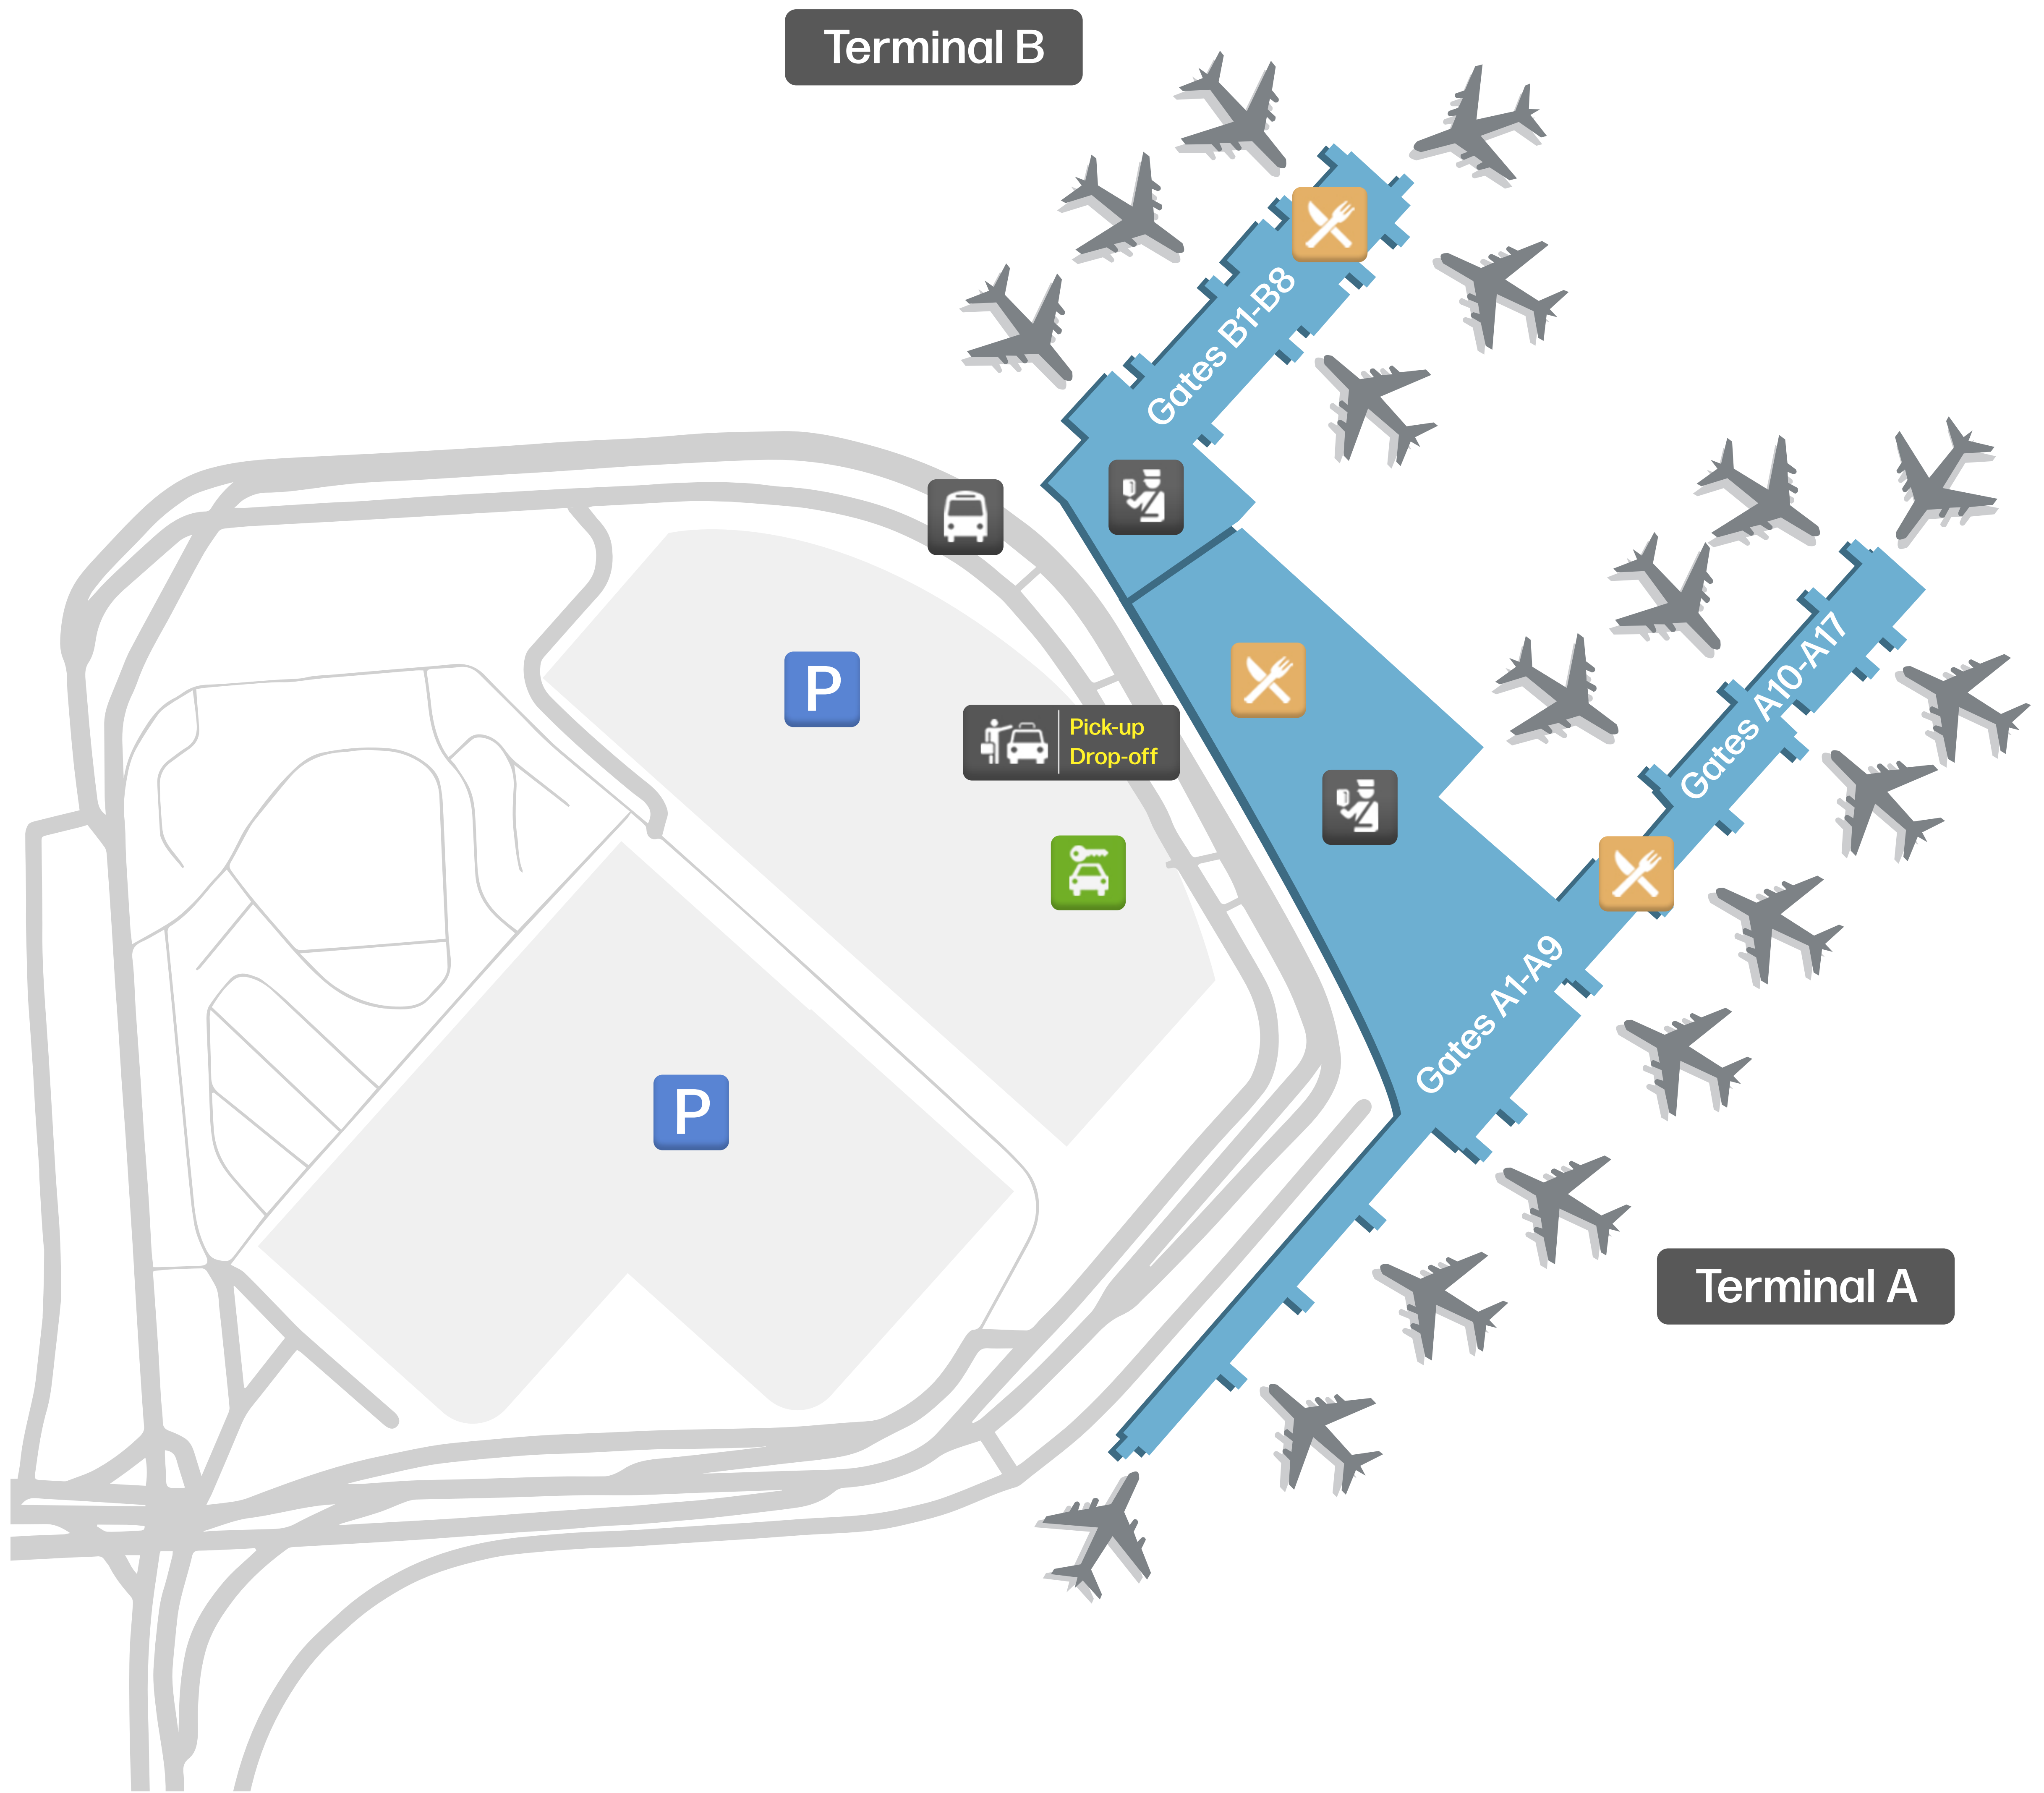 Terminal B
Gates B1-B8
P
Pick-up
Drop-off
Gates A10-A17
Gates A1-A9
P
Terminal A